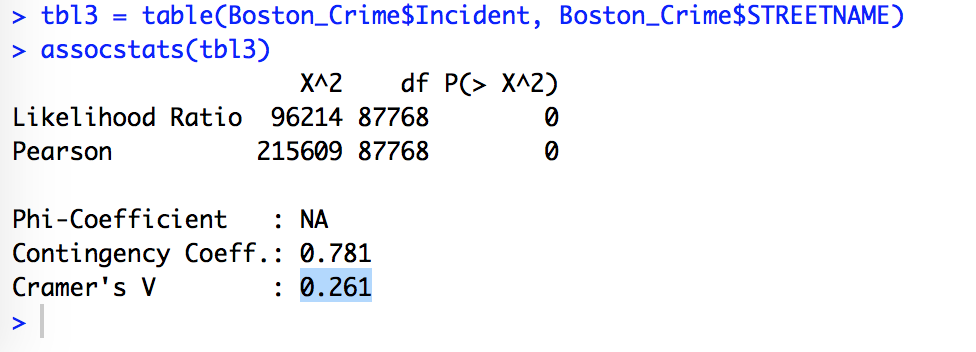 > tbl3 = table(Boston_Crime$Incident, Boston_Crime$STREETNAME)
> assocstats(tbl3)
                    X^2    df P(> X^2)
Likelihood Ratio  96214 87768        0
Pearson          215609 87768        0

Phi-Coefficient   : NA
Contingency Coeff.: 0.781
Cramer's V        : 0.261
>